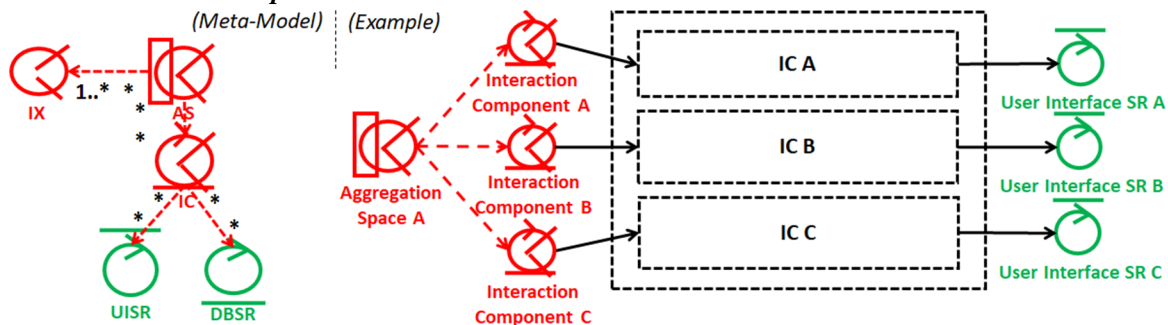 (Meta-Model)
(Example)
IX
1..*
*
*
AS
*
IC
*
*
*
*
UISR
DBSR
Aggregation
Space A
Interaction
Component A
Interaction
Component B
Interaction
Component C
IC A
IC B
IC C
User Interface SR A
User Interface SR B
User Interface SR C